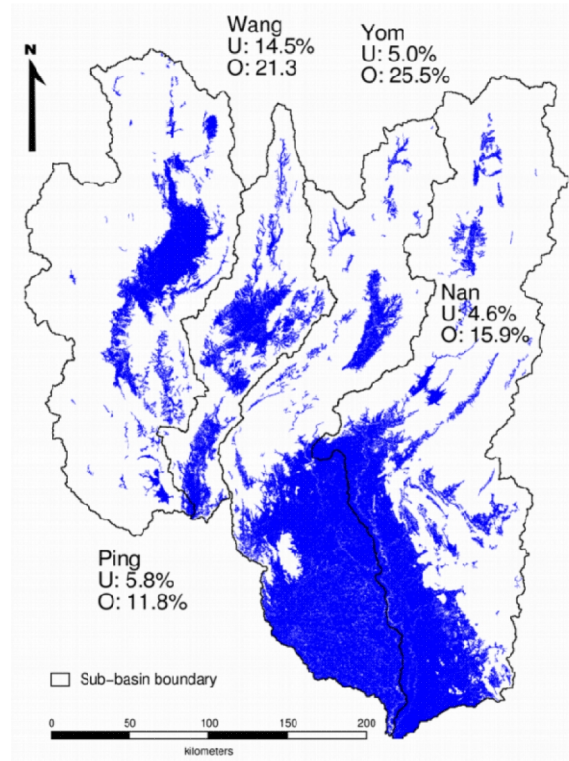 Wang
U: 14.5%
O: 21.3
Yom
U: 5.0%
O: 25.5%
N
Nan
U: 4.6%
O: 15.9%
Ping
U: 5.8%
O: 11.8%
Sub-basin boundary
0 50 100 150 200
kilometers